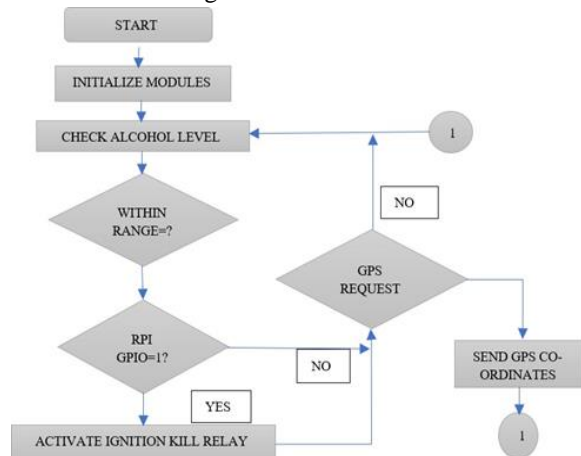 START
INITIALIZE MODULES
CHECK ALCOHOL LEVEL
1
WITHIN
RANGE=?
NO
GPS
REQUEST
RPI
GPIO=1?
NO
SEND GPS CO-
ORDINATES
YES
ACTIVATE IGNITION KILL RELAY
1